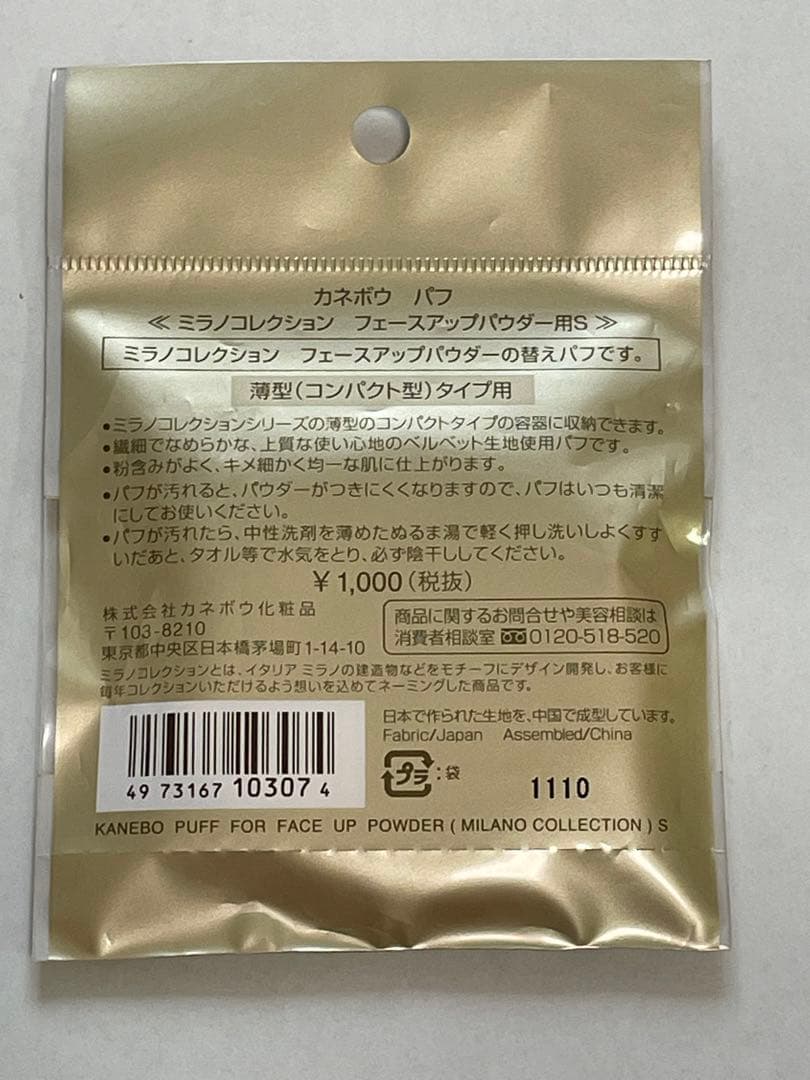 カネボウ　パフ
≪ ミラノコレクション　フェースアップパウダー用S ≫
ミラノコレクション　フェースアップパウダーの替えパフです。
薄型(コンパクト型)タイプ用
●ミラノコレクションシリーズの薄型のコンパクトタイプの容器に収納できます。
●繊細でなめらかな、上質な使い心地のベルベット生地使用パフです。
●粉含みがよく、キメ細かく均一な肌に仕上がります。
●パフが汚れると、パウダーがつきにくくなりますので、パフはいつも清潔
にしてお使いください。
●パフが汚れたら、中性洗剤を薄めたぬるま湯で軽く押し洗いしよくすす
いだあと、タオル等で水気をとり、必ず陰干ししてください。
￥1,000(税抜)
株式会社カネボウ化粧品
〒103-8210
東京都中央区日本橋茅場町1-14-10
商品に関するお問合せや美容相談は
消費者相談室 0120-518-520
ミラノコレクションとは、イタリア ミラノの建造物などをモチーフにデザイン開発し、お客様に
毎年コレクションいただけるよう想いを込めてネーミングした商品です。
日本で作られた生地を、中国で成型しています。
Fabric/Japan　Assembled/China
プラ:袋
1110
49 73167 10307 4
KANEBO PUFF FOR FACE UP POWDER ( MILANO COLLECTION ) S